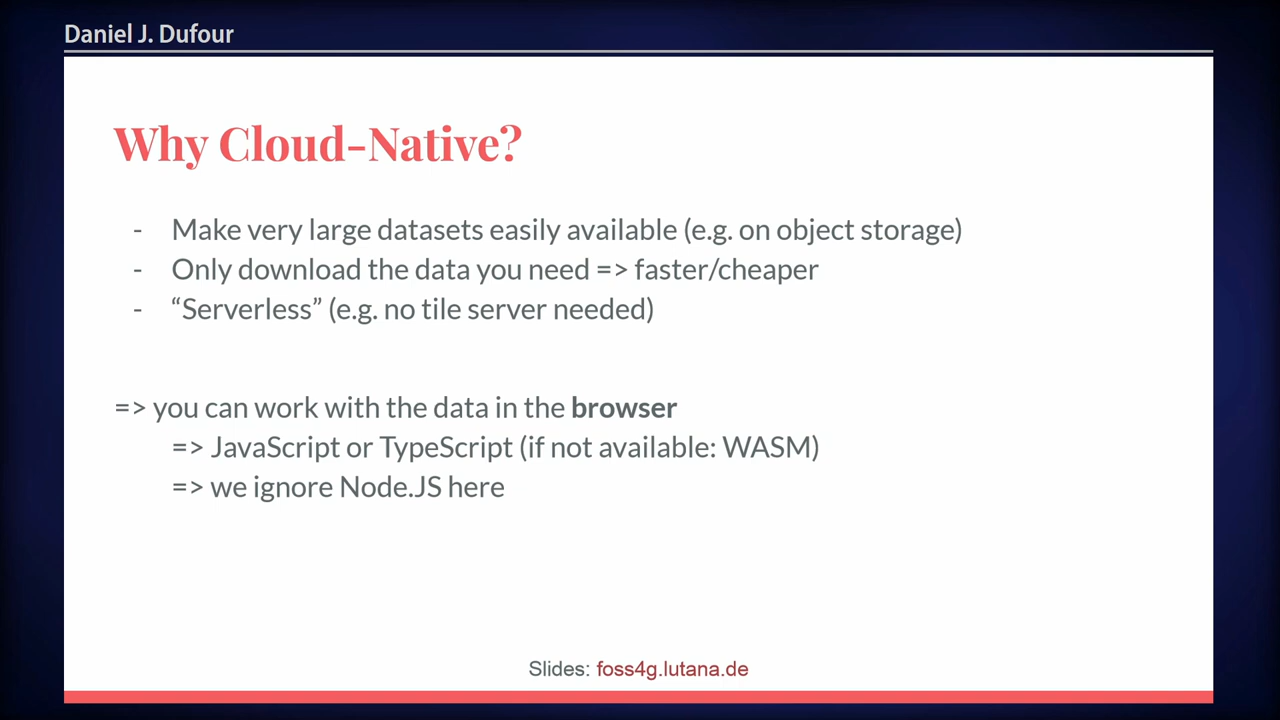 Daniel J. Dufour
Why Cloud-Native?
- Make very large datasets easily available (e.g. on object storage)
- Only download the data you need => faster/cheaper
- “Serverless” (e.g. no tile server needed)
=> you can work with the data in the browser
=> JavaScript or TypeScript (if not available: WASM)
=> we ignore Node.JS here
Slides: foss4g.lutana.de